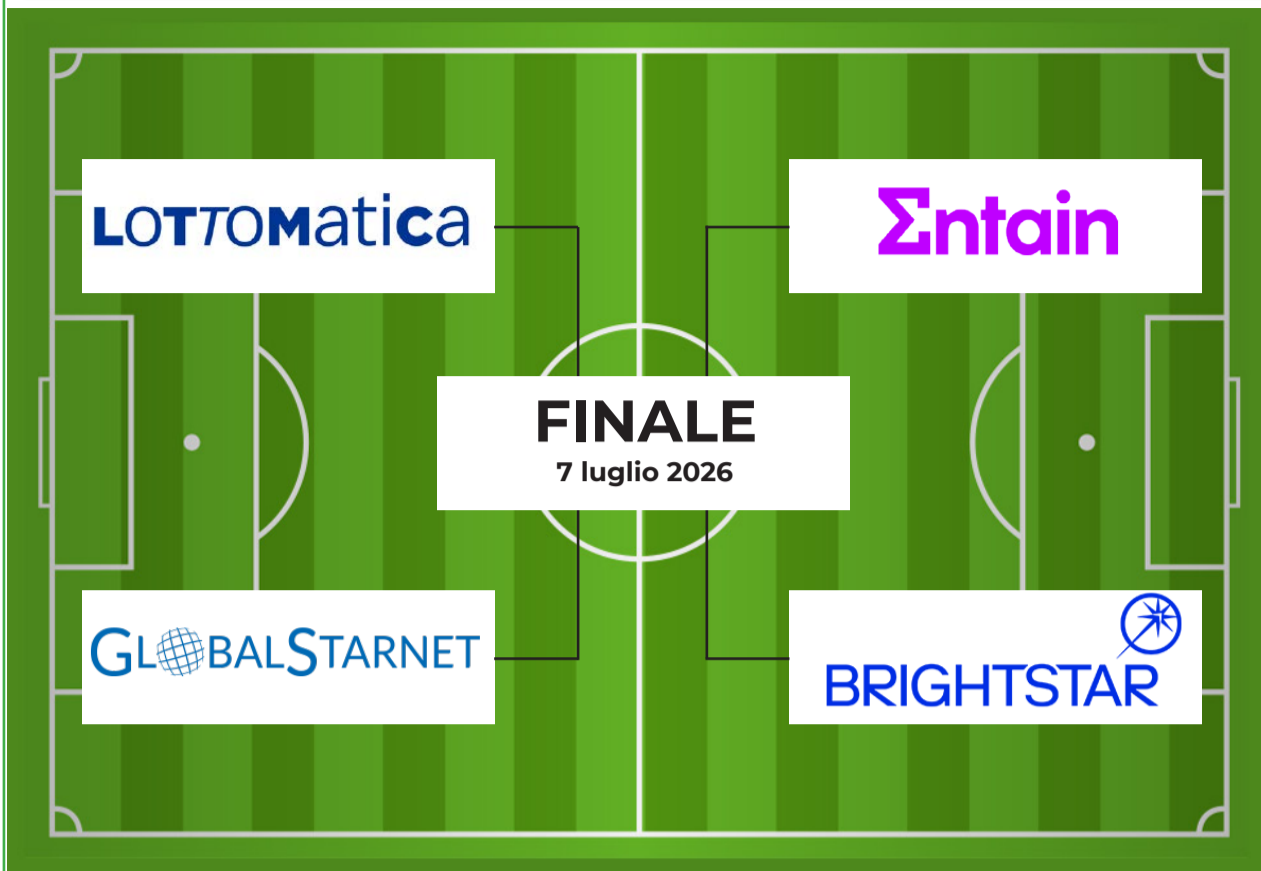 LOTTOMatiCa
Entain
FINALE
7 luglio 2026
GLOBALSTARNET
BRIGHTSTAR